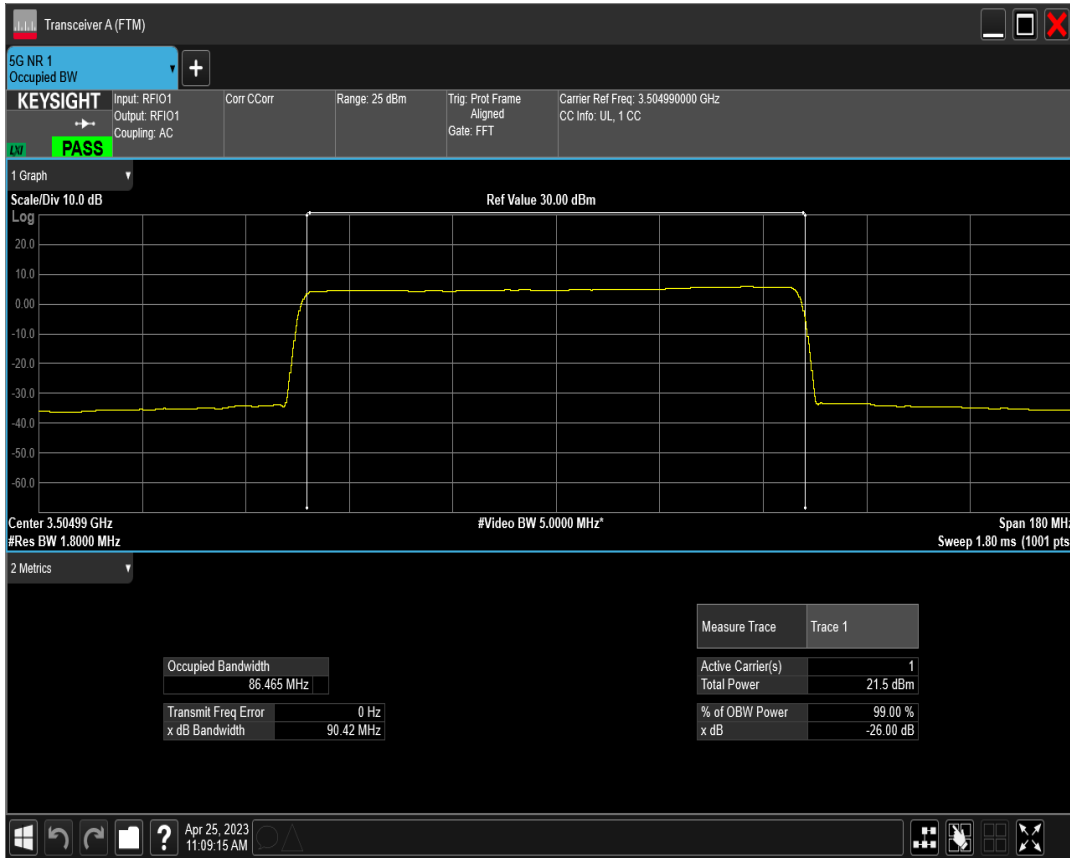 Transceiver A (FTM)
5G NR 1
Occupied BW
+
KEYSIGHT
LXI
PASS
Input: RFIO1
Output: RFIO1
Coupling: AC
Corr CCorr
Range: 25 dBm
Trig: Prot Frame
Aligned
Gate: FFT
Carrier Ref Freq: 3.504990000 GHz
CC Info: UL, 1 CC
1 Graph
Scale/Div 10.0 dB
Ref Value 30.00 dBm
Log
20.0
10.0
0.00
-10.0
-20.0
-30.0
-40.0
-50.0
-60.0
Center 3.50499 GHz
#Video BW 5.0000 MHz*
Span 180 MHz
#Res BW 1.8000 MHz
Sweep 1.80 ms (1001 pts
2 Metrics
Measure Trace
Trace 1
Occupied Bandwidth
86.465 MHz
Active Carrier(s)
1
Total Power
21.5 dBm
Transmit Freq Error
0 Hz
x dB Bandwidth
90.42 MHz
% of OBW Power
99.00 %
x dB
-26.00 dB
?
Apr 25, 2023
11:09:15 AM